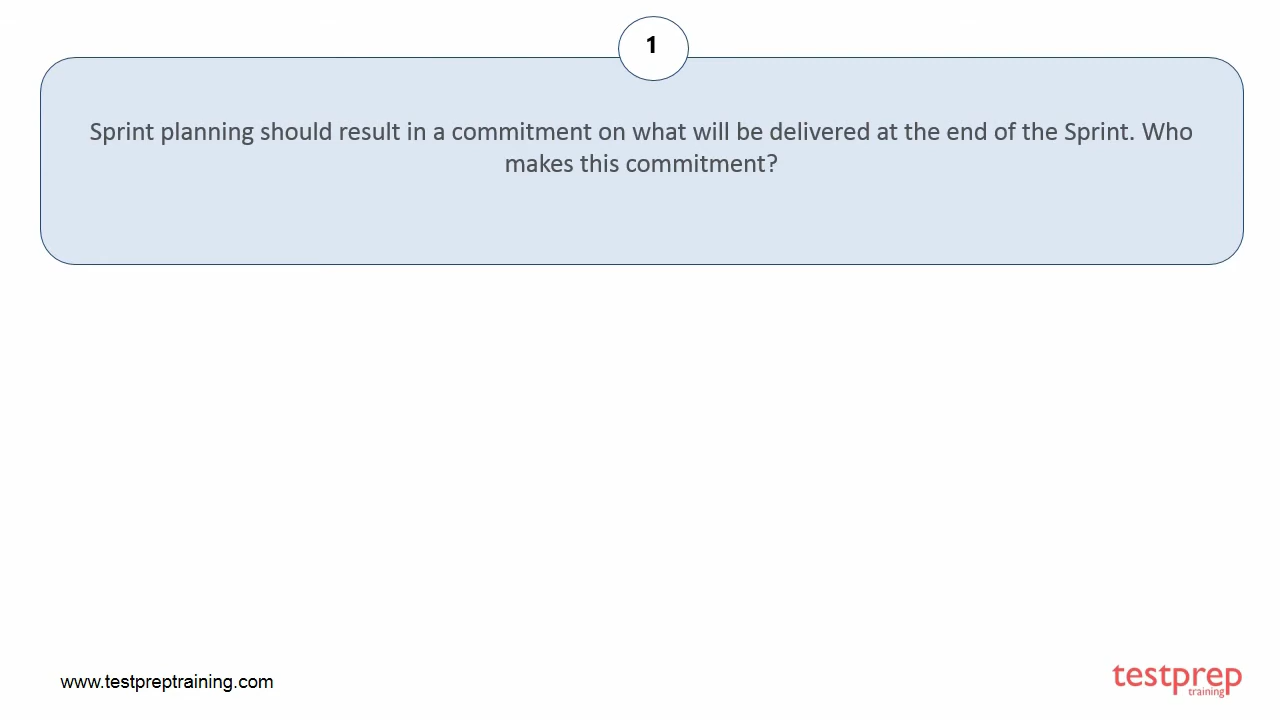 1
Sprint planning should result in a commitment on what will be delivered at the end of the Sprint. Who
makes this commitment?
www.testpreptraining.com
testprep
training